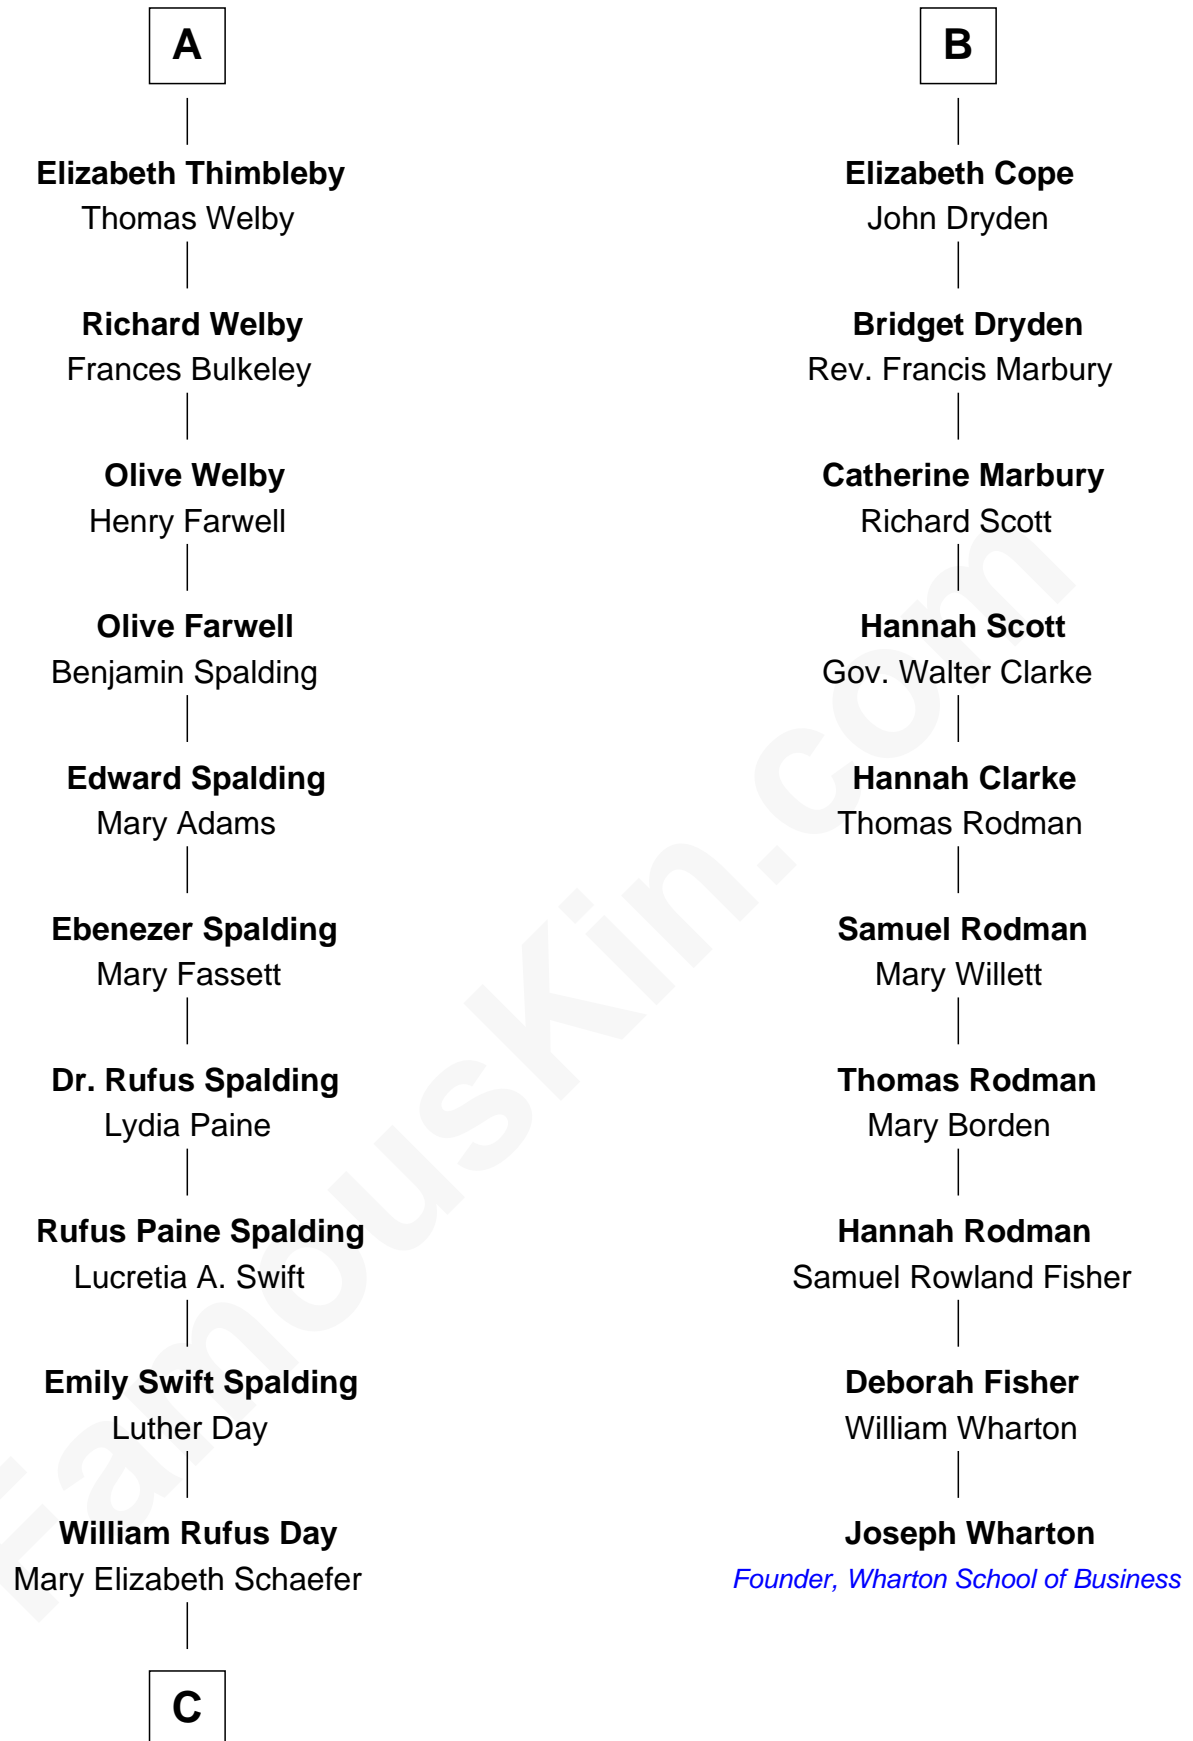 A
Elizabeth Thimbleby
Thomas Welby
Richard Welby
Frances Bulkeley
Olive Welby
Henry Farwell
Olive Farwell
Benjamin Spalding
Edward Spalding
Mary Adams
Ebenezer Spalding
Mary Fassett
Dr. Rufus Spalding
Lydia Paine
Rufus Paine Spalding
Lucretia A. Swift
Emily Swift Spalding
Luther Day
William Rufus Day
Mary Elizabeth Schaefer
C
B
Elizabeth Cope
John Dryden
Bridget Dryden
Rev. Francis Marbury
Catherine Marbury
Richard Scott
Hannah Scott
Gov. Walter Clarke
Hannah Clarke
Thomas Rodman
Samuel Rodman
Mary Willett
Thomas Rodman
Mary Borden
Hannah Rodman
Samuel Rowland Fisher
Deborah Fisher
William Wharton
Joseph Wharton
Founder, Wharton School of Business
FamousKin.com